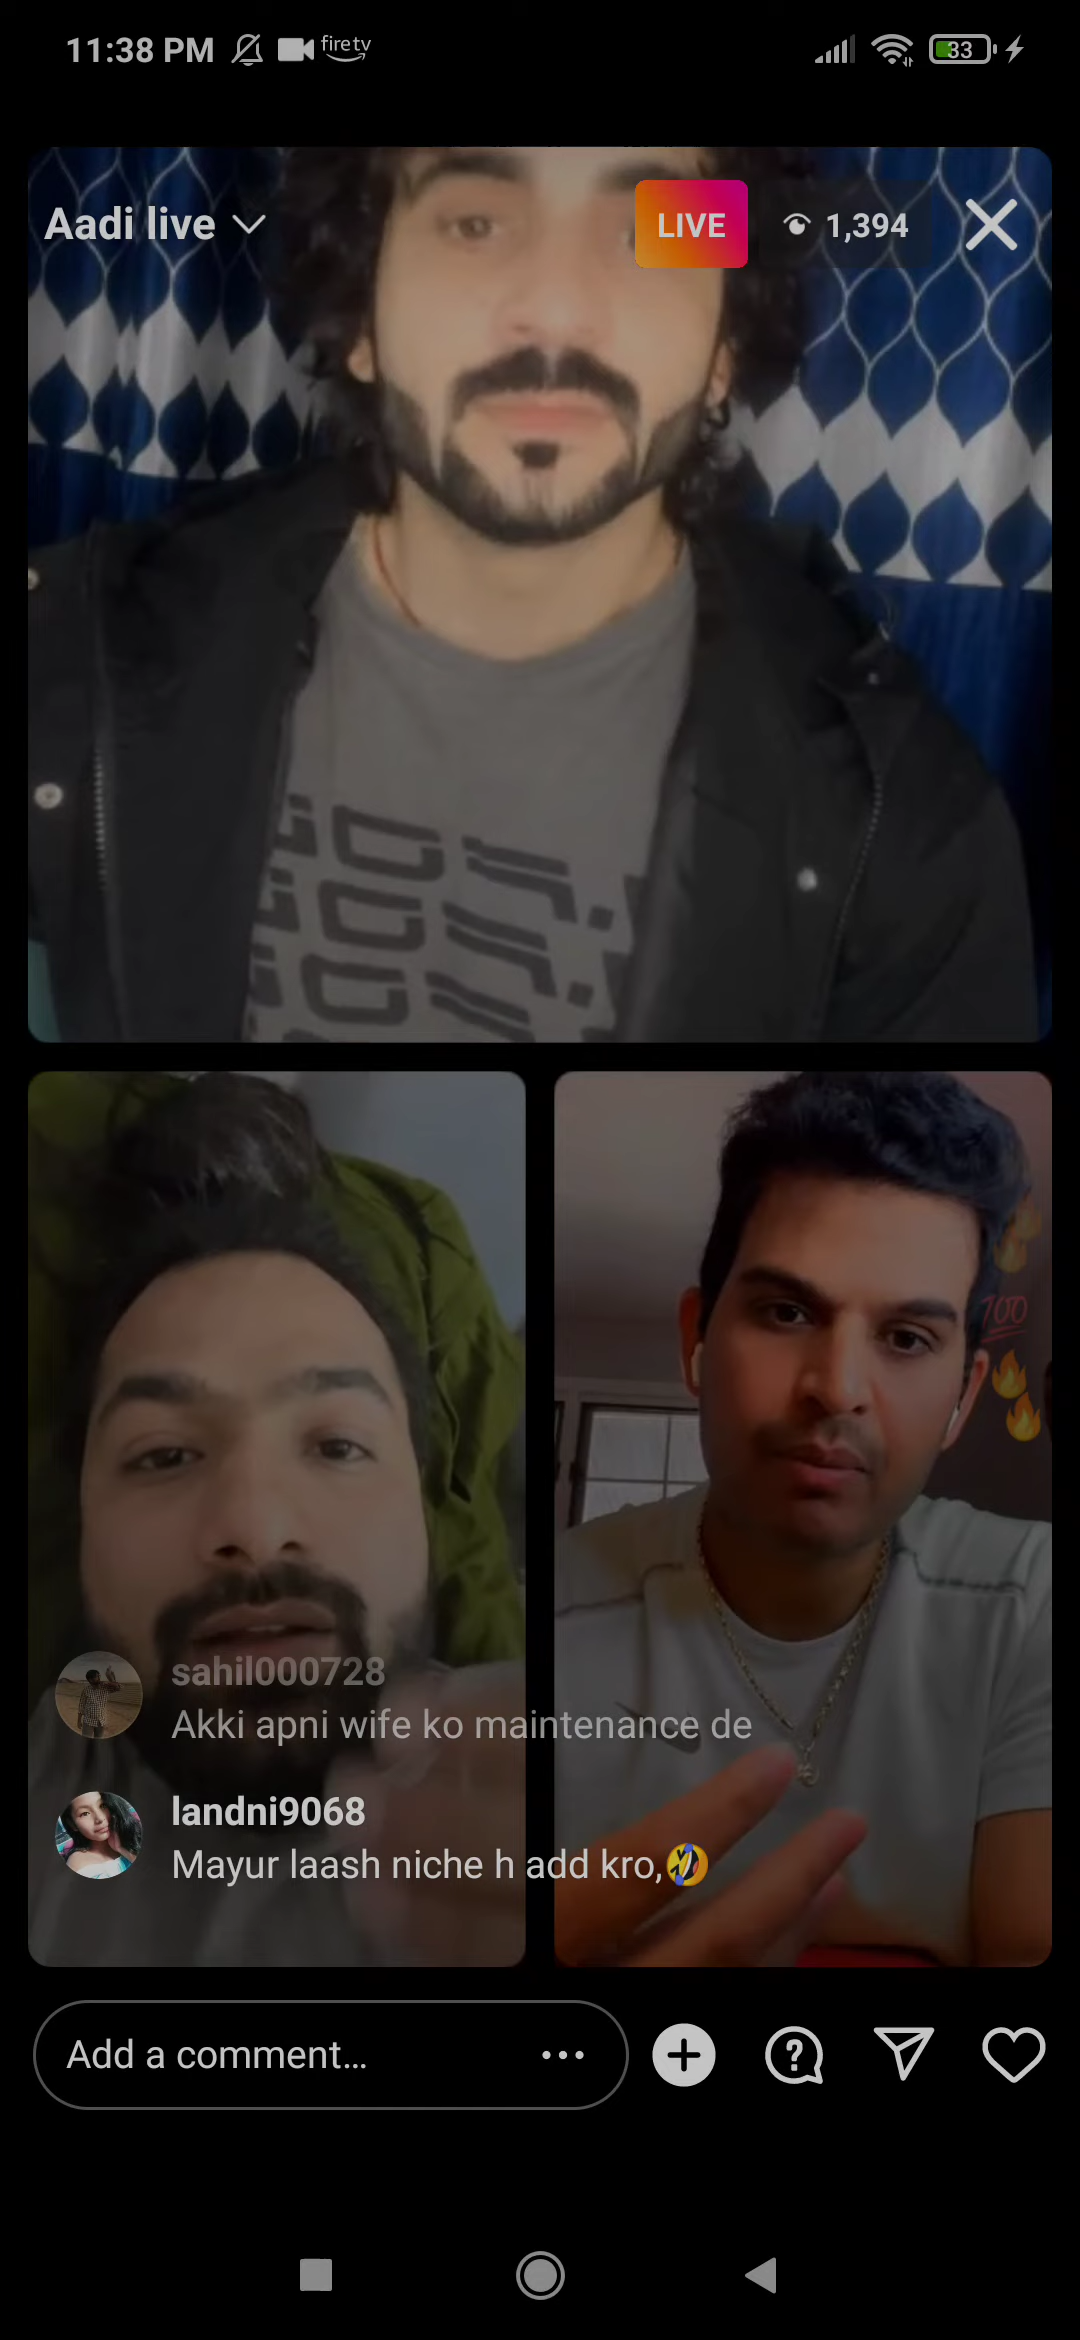 11:38 PM firetv 33
Aadi live LIVE 1,394
sahil000728
Akki apni wife ko maintenance de
landni9068
Mayur laash niche h add kro,🤣
Add a comment...